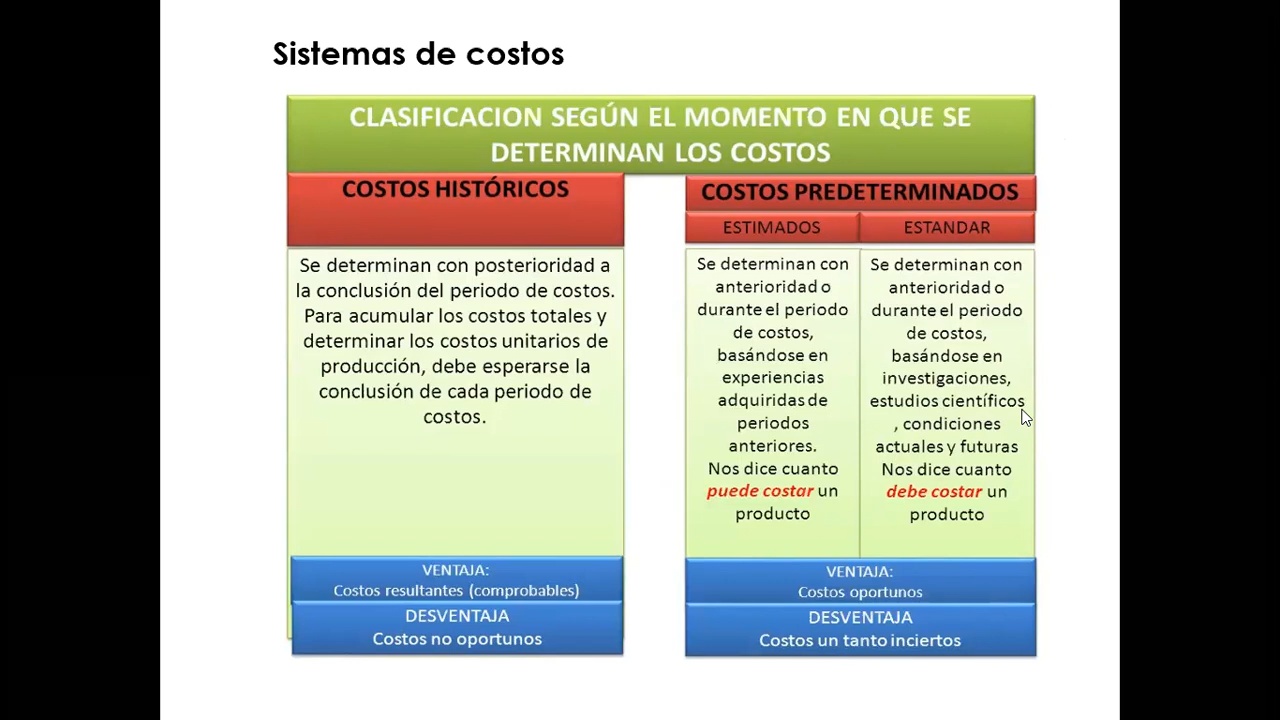 Sistemas de costos
CLASIFICACION SEGÚN EL MOMENTO EN QUE SE
DETERMINAN LOS COSTOS
COSTOS HISTÓRICOS
Se determinan con posterioridad a
la conclusión del periodo de costos.
Para acumular los costos totales y
determinar los costos unitarios de
producción, debe esperarse la
conclusión de cada periodo de
costos.
VENTAJA:
Costos resultantes (comprobables)
DESVENTAJA
Costos no oportunos
COSTOS PREDETERMINADOS
ESTIMADOS
Se determinan con
anterioridad o
durante el periodo
de costos,
basándose en
experiencias
adquiridas de
periodos
anteriores.
Nos dice cuanto
puede costar un
producto
ESTANDAR
Se determinan con
anterioridad o
durante el periodo
de costos,
basándose en
investigaciones,
estudios científicos
, condiciones
actuales y futuras
Nos dice cuanto
debe costar un
producto
VENTAJA:
Costos oportunos
DESVENTAJA
Costos un tanto inciertos